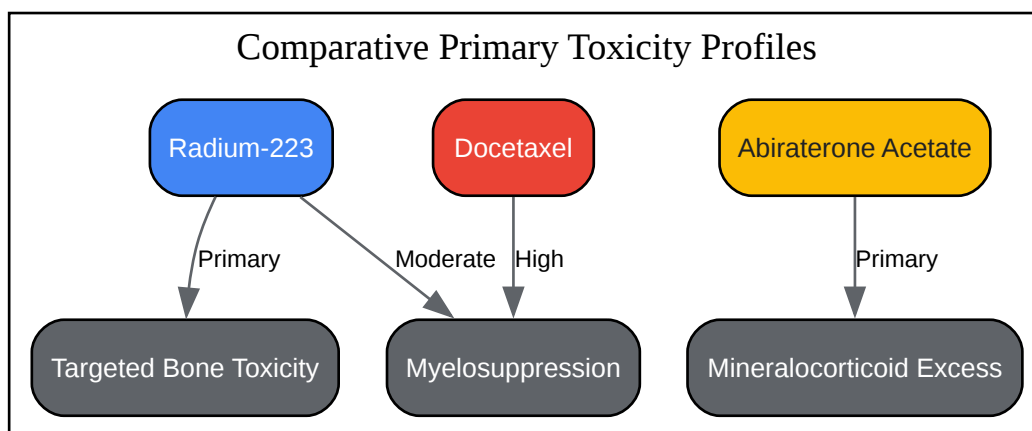 Comparative Primary Toxicity Profiles
Radium-223
Docetaxel
Abiraterone Acetate
Primary
Moderate
High
Primary
Targeted Bone Toxicity
Myelosuppression
Mineralocorticoid Excess